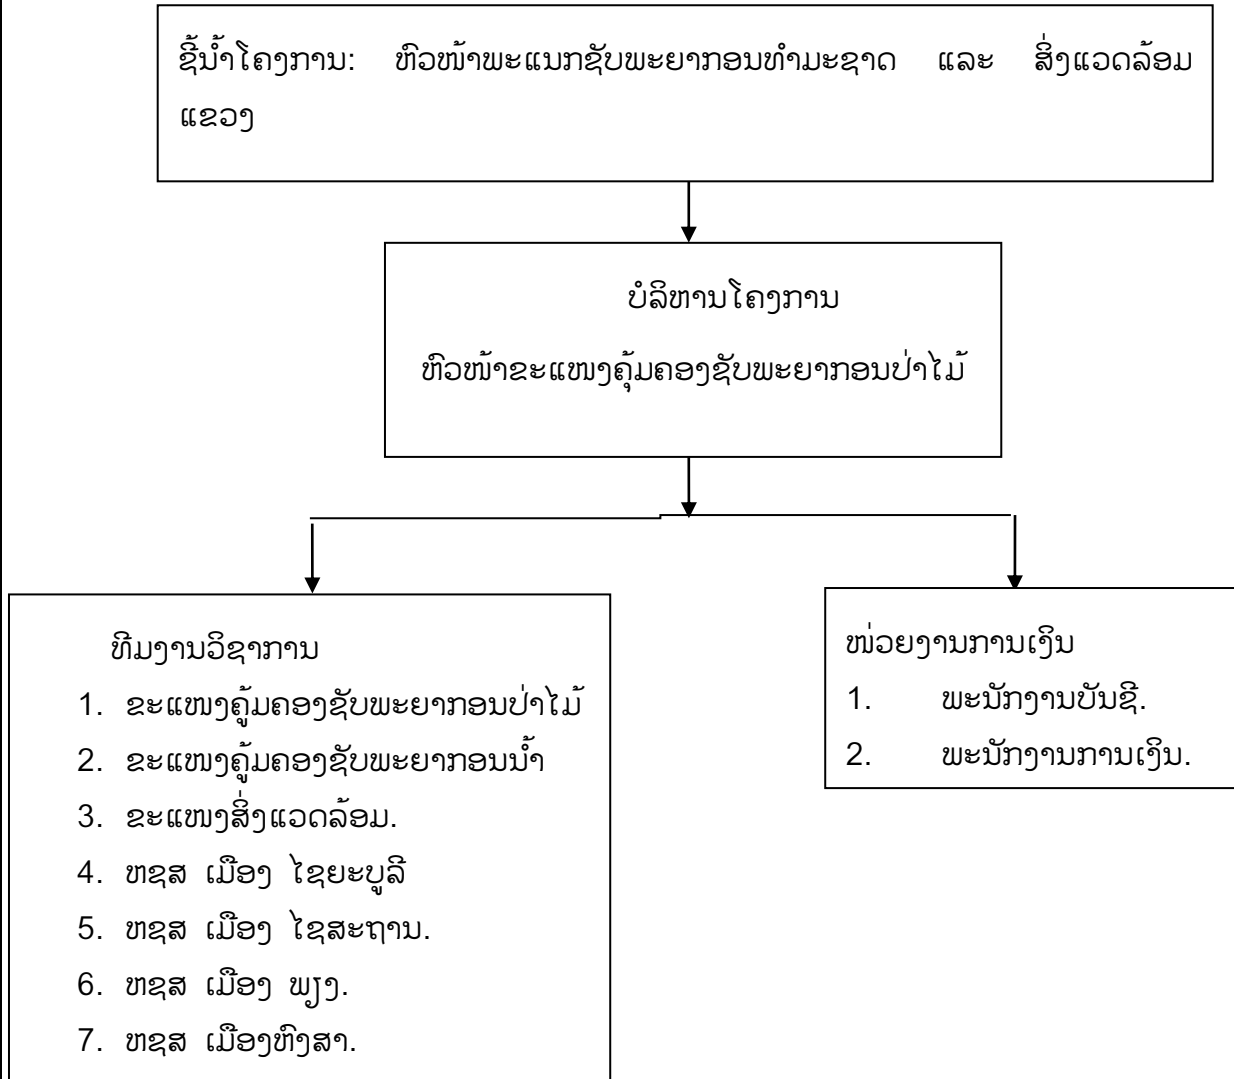 ຊີ້ນໍ້າໂຄງການ: ຫົວໜ້າພະແນກຊັບພະຍາກອນທໍາມະຊາດ ແລະ ສິ່ງແວດລ້ອມ
ແຂວງ
ບໍລິຫານໂຄງການ
ຫົວໜ້າຂະແໜງຄຸ້ມຄອງຊັບພະຍາກອນປ່າໄມ້
ທີມງານວິຊາການ
1. ຂະແໜງຄູ້ມຄອງຊັບພະຍາກອນປ່າໄມ້
2. ຂະແໜງຄູ້ມຄອງຊັບພະຍາກອນນໍ້າ
3. ຂະແໜງສິ່ງແວດລ້ອມ.
4. ຫຊສ ເມືອງ ໄຊຍະບູລີ
5. ຫຊສ ເມືອງ ໄຊສະຖານ.
6. ຫຊສ ເມືອງ ພຽງ.
7. ຫຊສ ເມືອງຫົງສາ.
ໜ່ວຍງານການເງິນ
1. ພະນັກງານບັນຊີ.
2. ພະນັກງານການເງິນ.